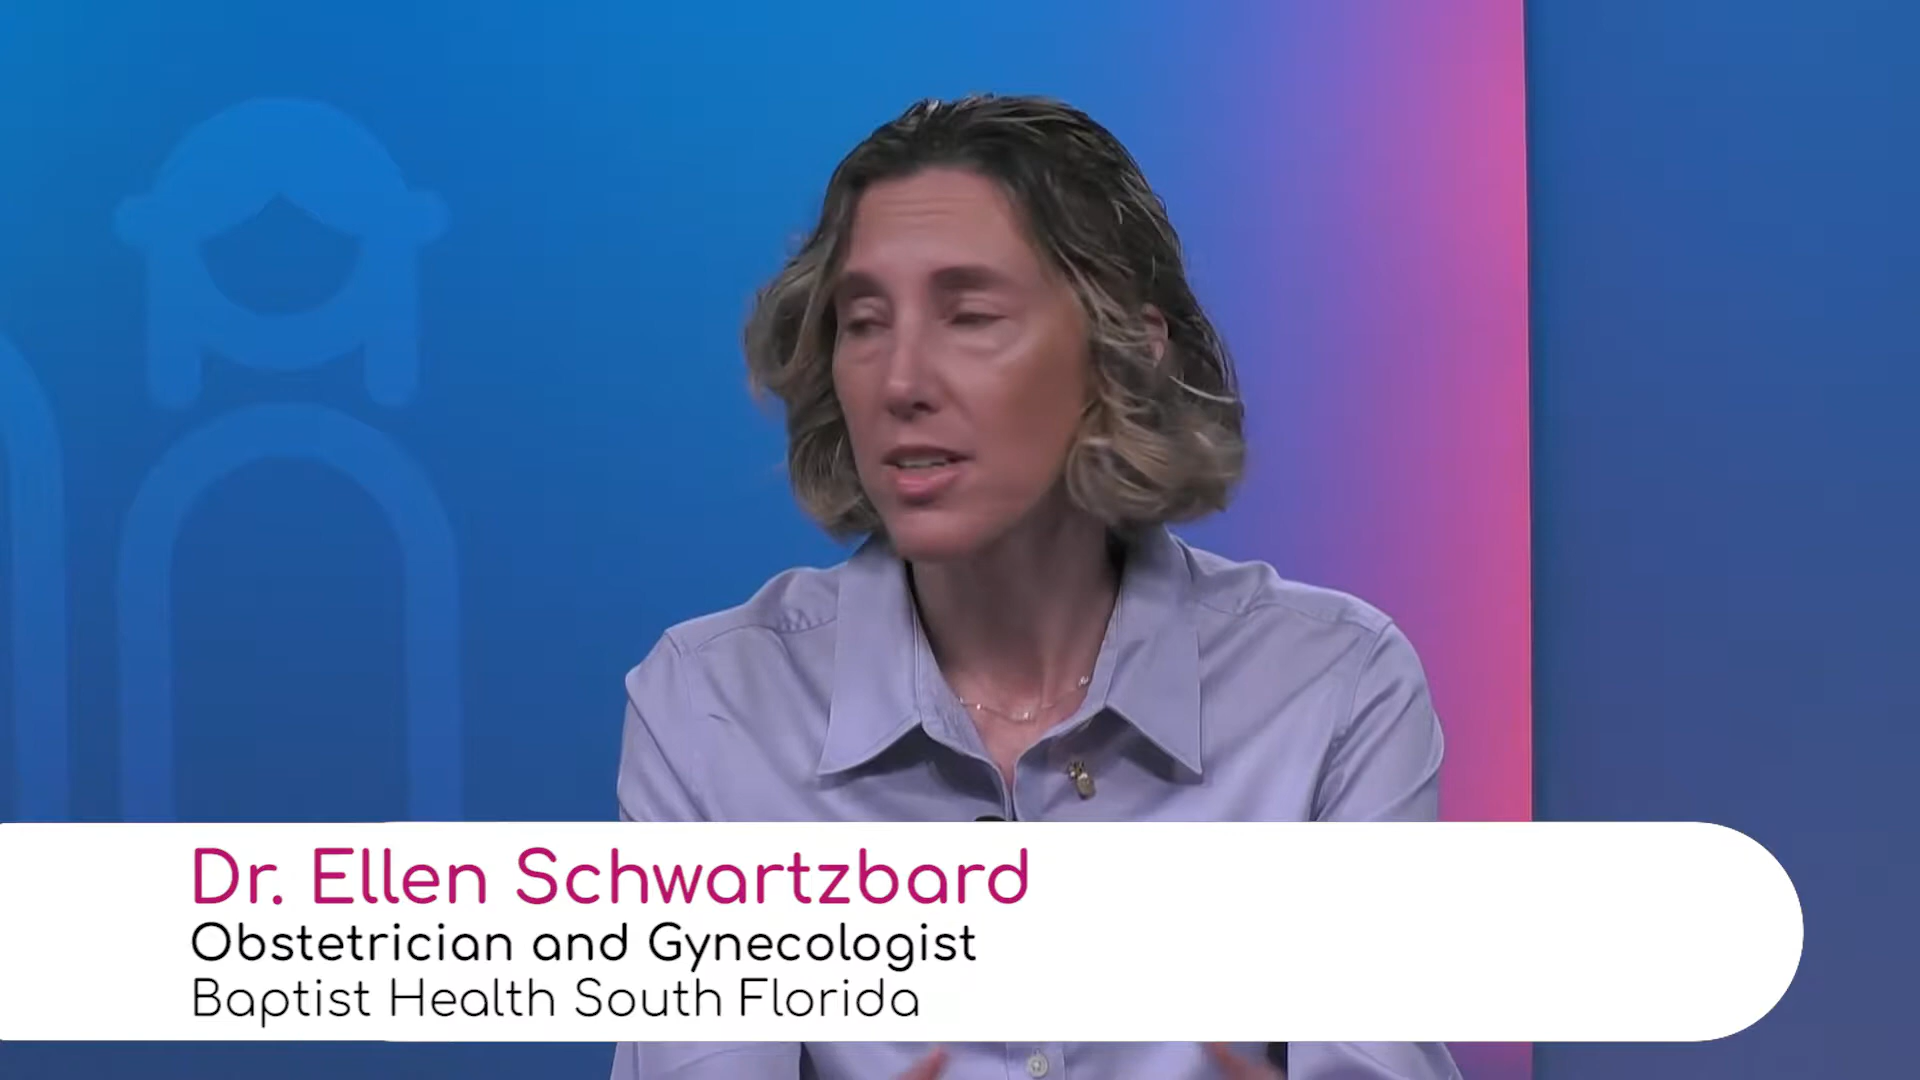 Dr. Ellen Schwartzbard
Obstetrician and Gynecologist
Baptist Health South Florida